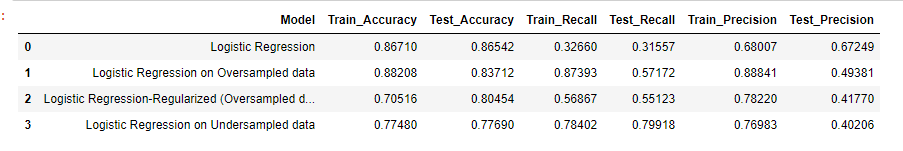 :
Model Train_Accuracy Test_Accuracy Train_Recall Test_Recall Train_Precision Test_Precision
0 Logistic Regression 0.86710 0.86542 0.32660 0.31557 0.68007 0.67249
1 Logistic Regression on Oversampled data 0.88208 0.83712 0.87393 0.57172 0.88841 0.49381
2 Logistic Regression-Regularized (Oversampled d... 0.70516 0.80454 0.56867 0.55123 0.78220 0.41770
3 Logistic Regression on Undersampled data 0.77480 0.77690 0.78402 0.79918 0.76983 0.40206